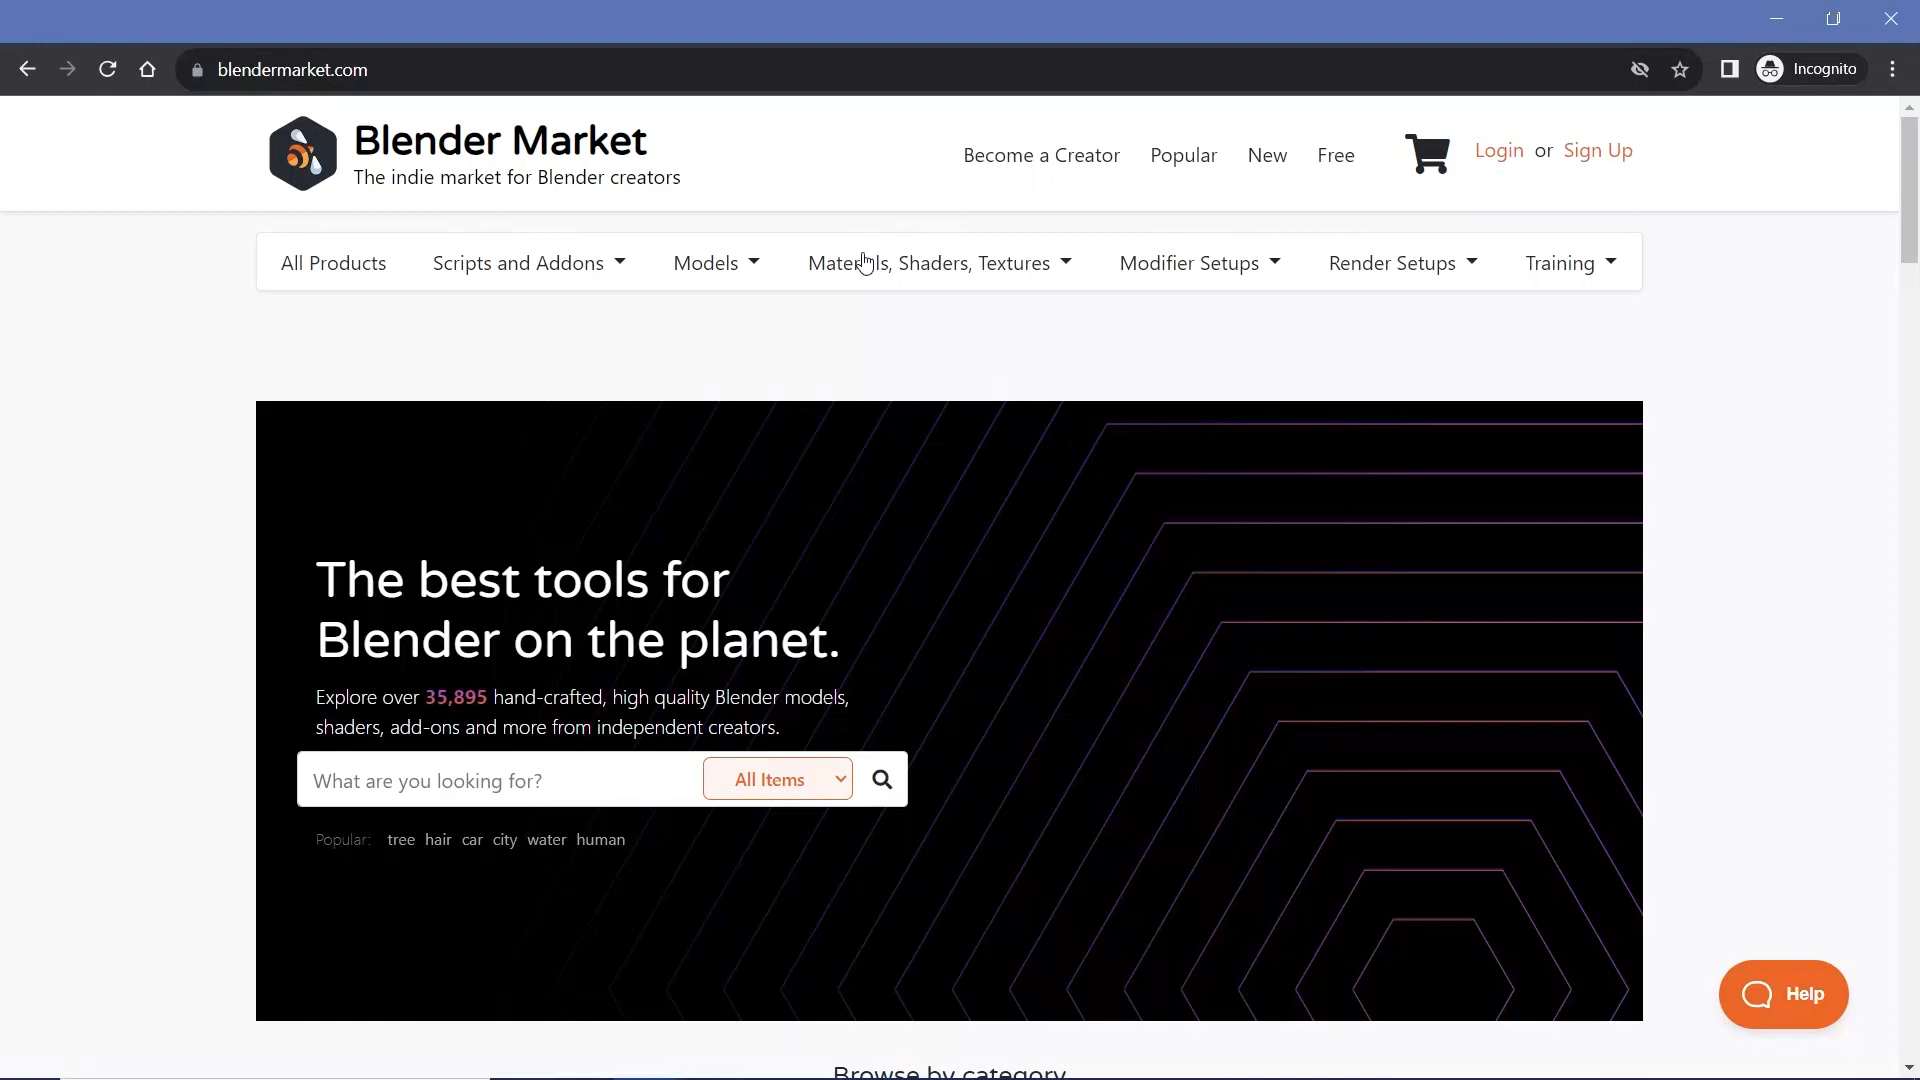 blendermarket.com
Incognito
Blender Market
The indie market for Blender creators
Become a Creator Popular New Free Login or Sign Up
All Products Scripts and Addons Models Materials, Shaders, Textures Modifier Setups Render Setups Training
The best tools for
Blender on the planet.
Explore over 35,895 hand-crafted, high quality Blender models,
shaders, add-ons and more from independent creators.
What are you looking for? All Items
Popular: tree hair car city water human
Help
Browse by category